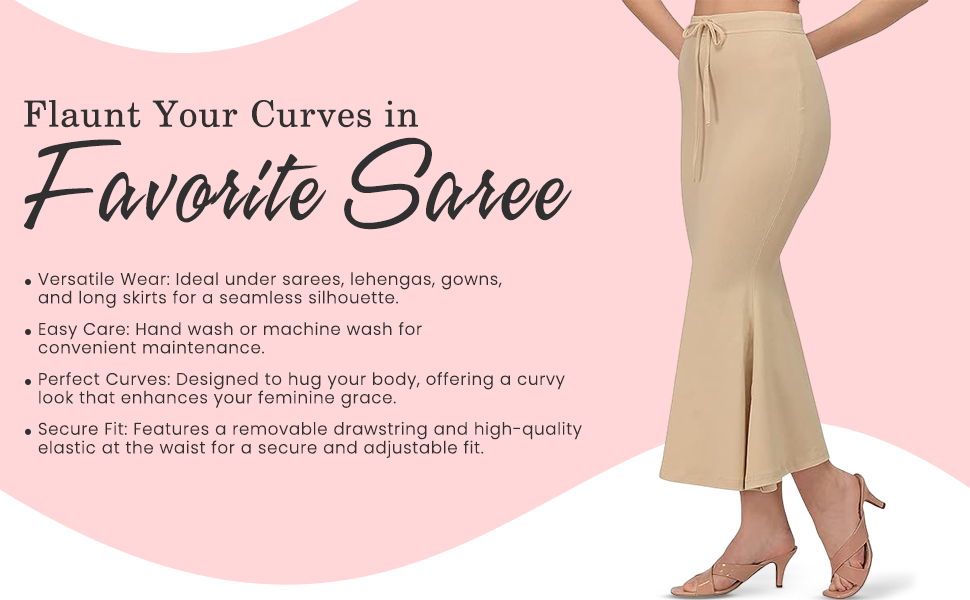 Flaunt Your Curves in
Favorite Saree
• Versatile Wear: Ideal under sarees, lehengas, gowns,
and long skirts for a seamless silhouette.
• Easy Care: Hand wash or machine wash for
convenient maintenance.
• Perfect Curves: Designed to hug your body, offering a curvy
look that enhances your feminine grace.
• Secure Fit: Features a removable drawstring and high-quality
elastic at the waist for a secure and adjustable fit.